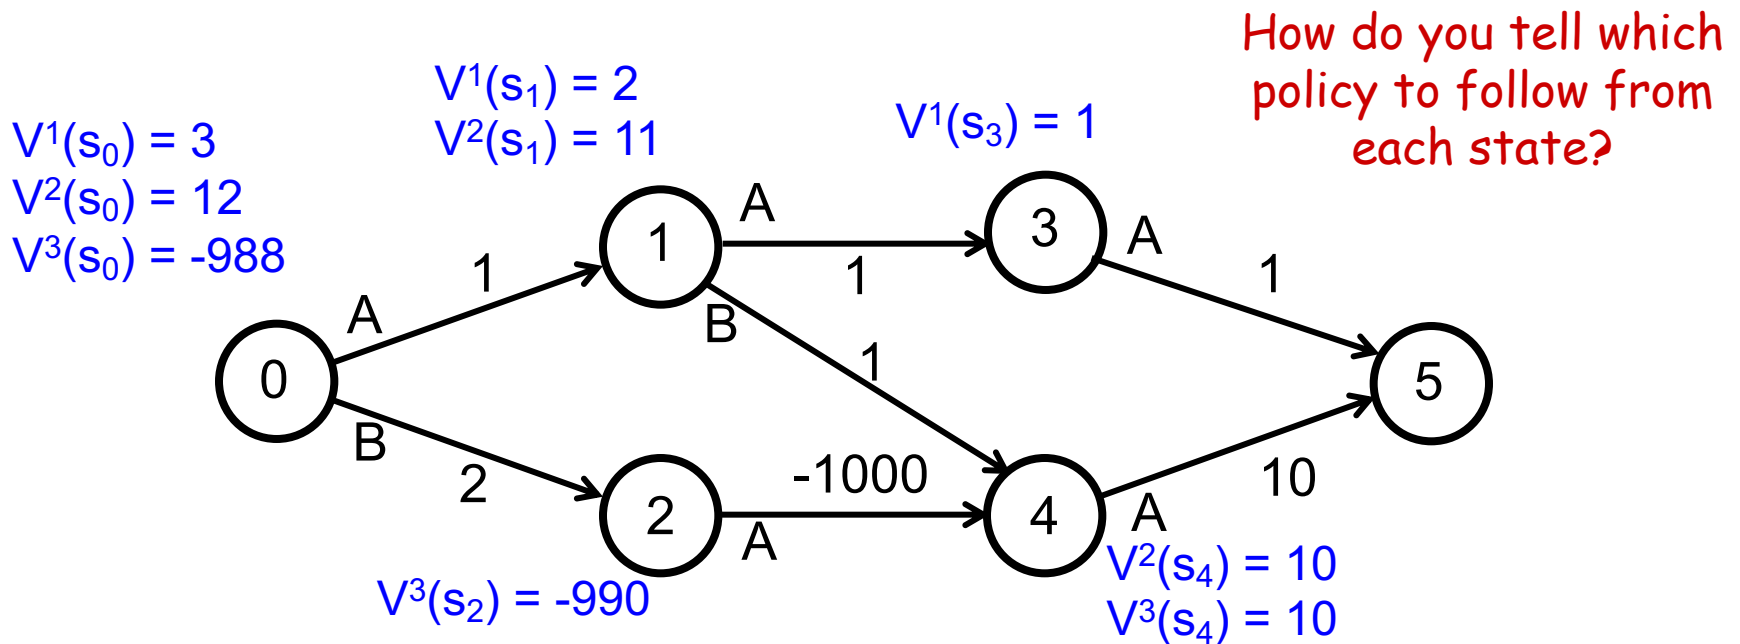 How do you tell which
policy to follow from
each state?
V¹(s₁) = 2
V²(s₁) = 11
V¹(s₃) = 1
V¹(s₀) = 3
V²(s₀) = 12
V³(s₀) = -988
A
1
A
1
B
1
3
A
1
0
A
1
B
2
5
2
-1000
A
4
10
A
V³(s₂) = -990
V²(s₄) = 10
V³(s₄) = 10